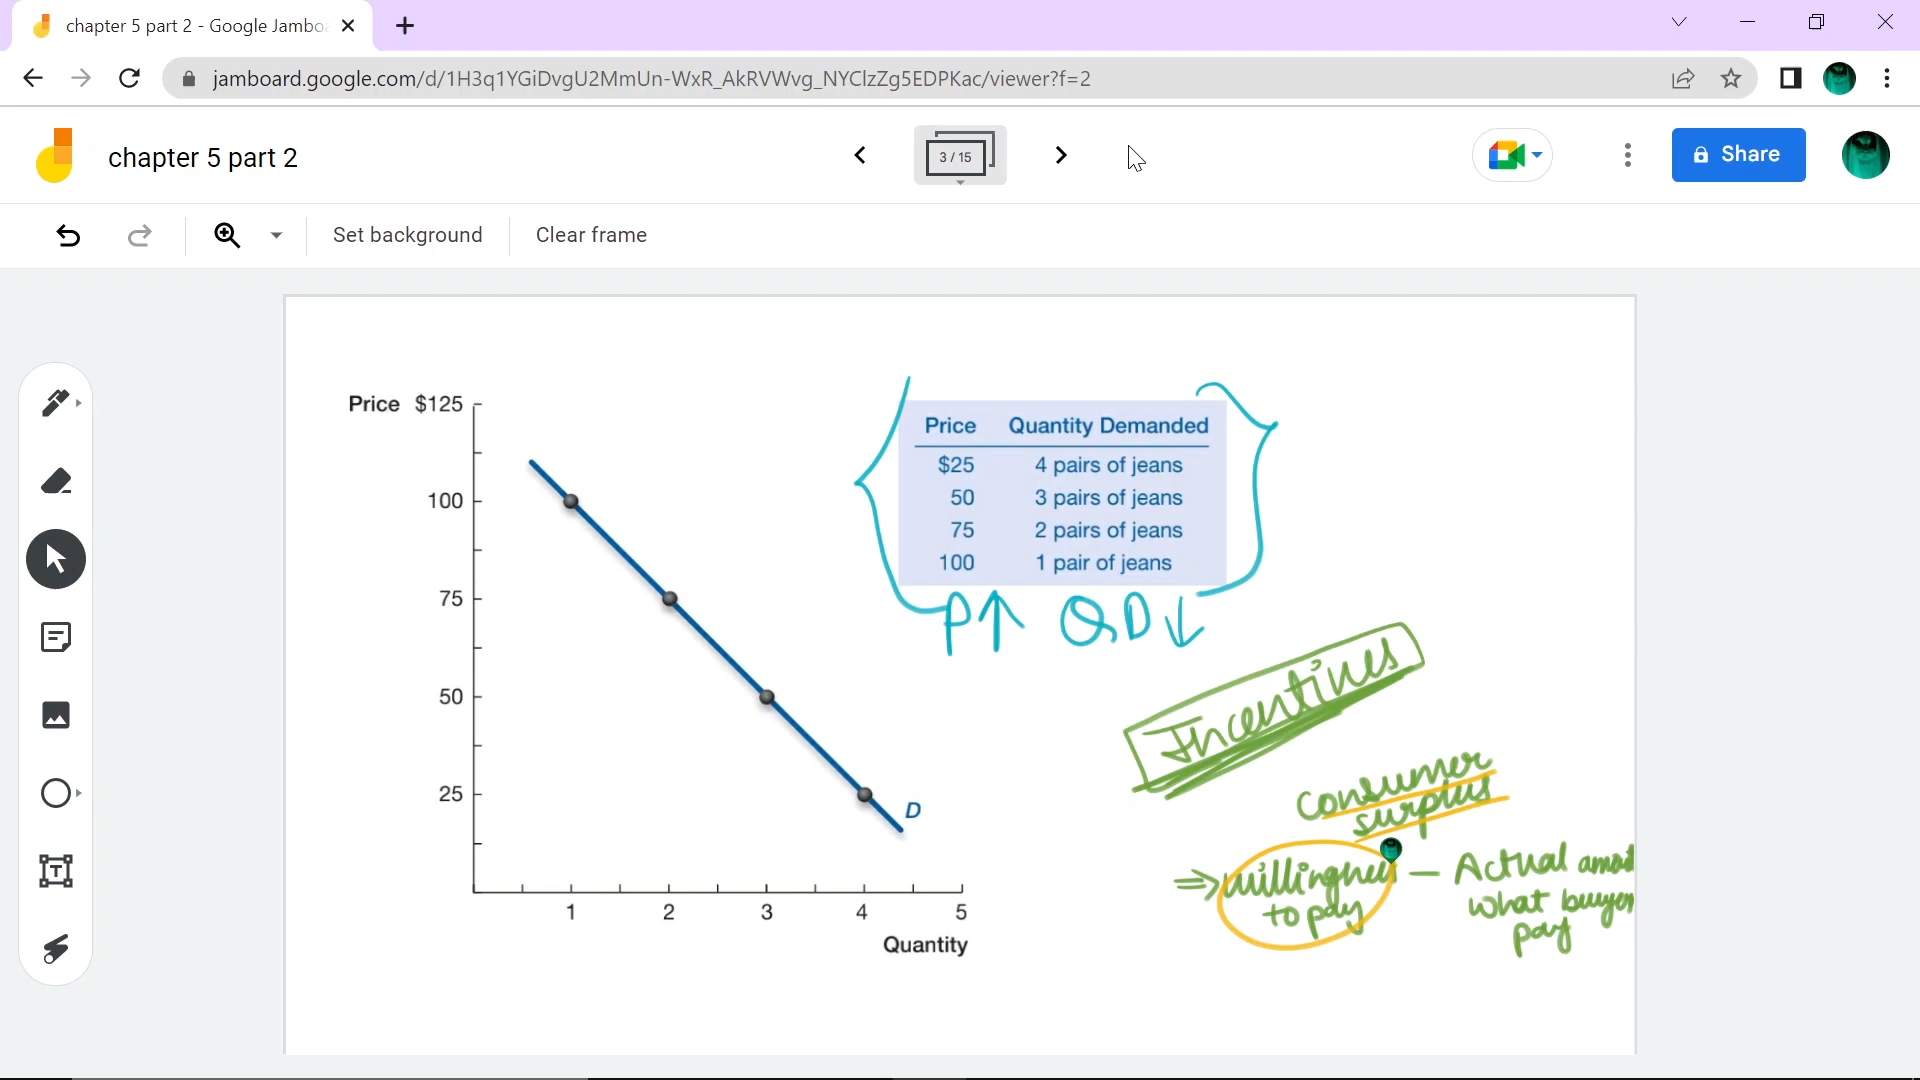 chapter 5 part 2 - Google Jambo
jamboard.google.com/d/1H3q1YGiDvgU2MmUn-WxR_AkRVWvg_NYClzZg5EDPKac/viewer?f=2
chapter 5 part 2
3 / 15
Share
Set background
Clear frame
Price $125
100
75
50
25
1 2 3 4 5
Quantity
D
Price Quantity Demanded
$25 4 pairs of jeans
50 3 pairs of jeans
75 2 pairs of jeans
100 1 pair of jeans
P↑ QD↓
Incentives
consumer
surplus
⇒ willingness — Actual
to pay
what buyer
pay
T